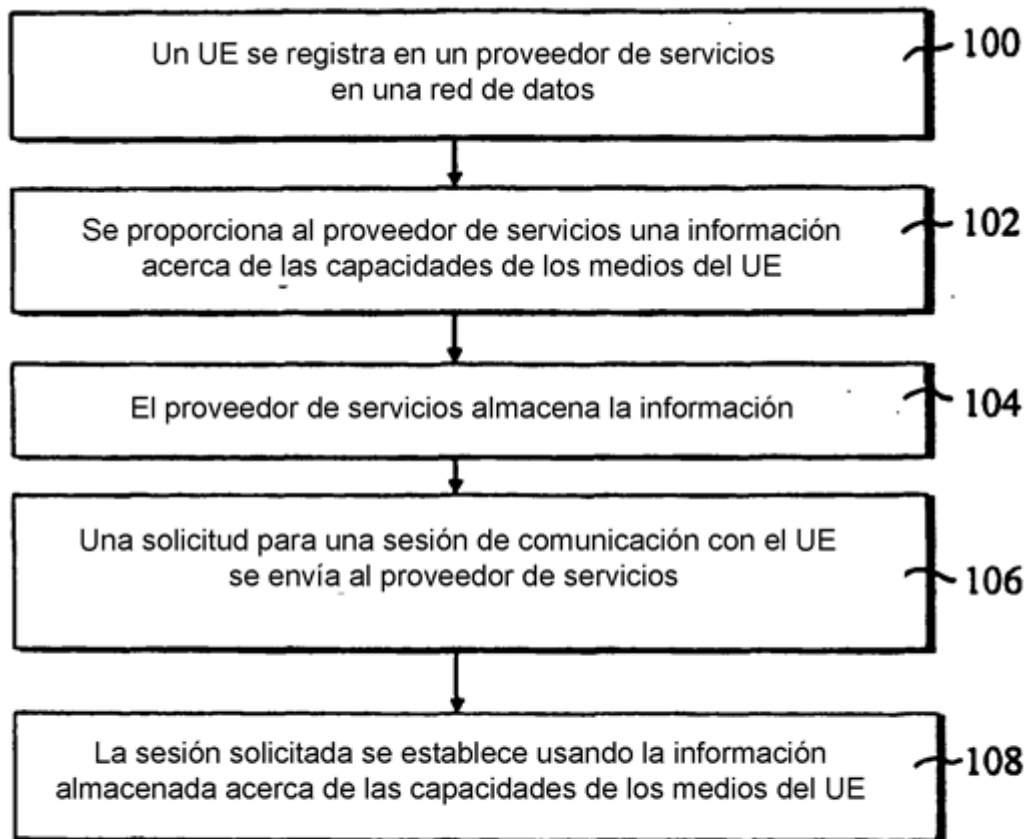 Un UE se registra en un proveedor de servicios
en una red de datos
100
Se proporciona al proveedor de servicios una información
acerca de las capacidades de los medios del UE
102
El proveedor de servicios almacena la información
104
Una solicitud para una sesión de comunicación con el UE
se envía al proveedor de servicios
106
La sesión solicitada se establece usando la información
almacenada acerca de las capacidades de los medios del UE
108